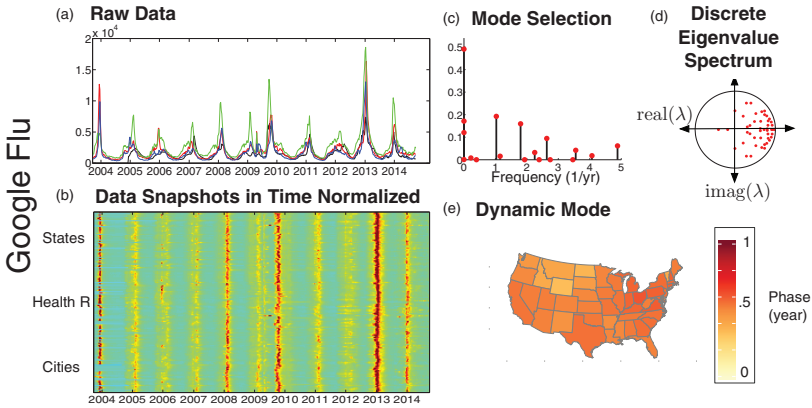 Google Flu
(a) Raw Data
x 10^4
2
1.5
1
0.5
0
2004 2005 2006 2007 2008 2009 2010 2011 2012 2013 2014
(b) Data Snapshots in Time Normalized
States
Health R
Cities
2004 2005 2006 2007 2008 2009 2010 2011 2012 2013 2014
(c) Mode Selection
0.5
0.4
0.3
0.2
0.1
0
0 1 2 3 4 5
Frequency (1/yr)
(d) Discrete
Eigenvalue
Spectrum
real(λ)
imag(λ)
(e) Dynamic Mode
1
.5
0
Phase
(year)